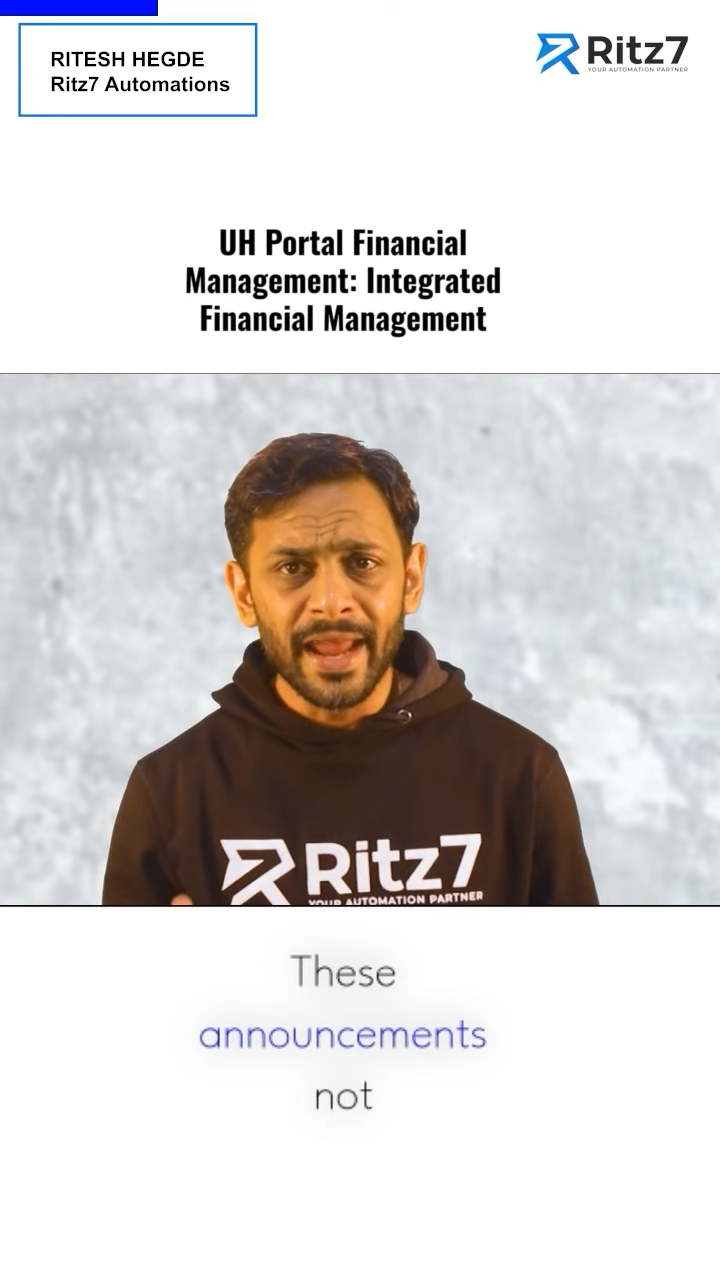 RITESH HEGDE
Ritz7 Automations
Ritz7
YOUR AUTOMATION PARTNER
UH Portal Financial
Management: Integrated
Financial Management
Ritz7
YOUR AUTOMATION PARTNER
These
announcements
not